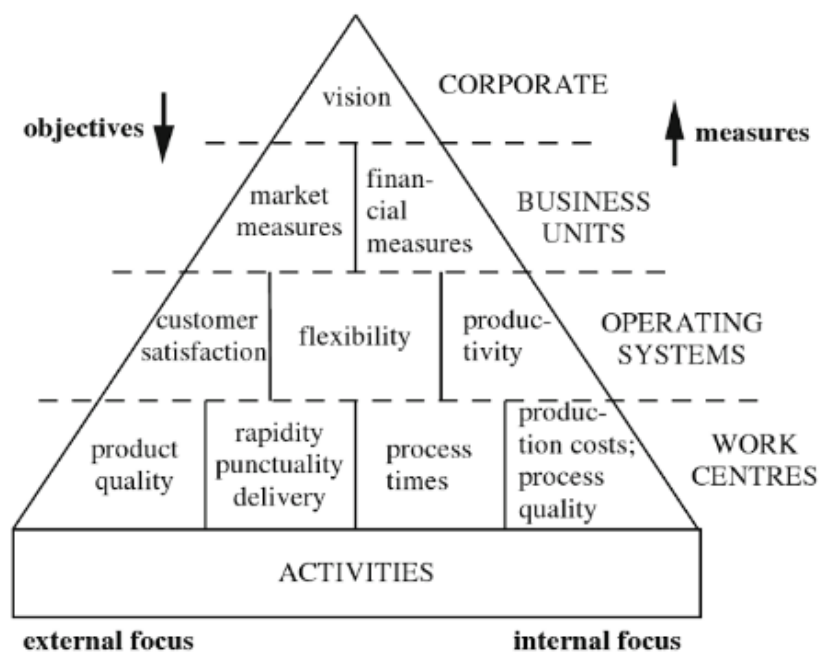 vision
CORPORATE
objectives
measures
market
measures
finan-
cial
measures
BUSINESS
UNITS
customer
satisfaction
flexibility
produc-
tivity
OPERATING
SYSTEMS
product
quality
rapidity
punctuality
delivery
process
times
produc-
tion costs;
process
quality
WORK
CENTRES
ACTIVITIES
external focus
internal focus